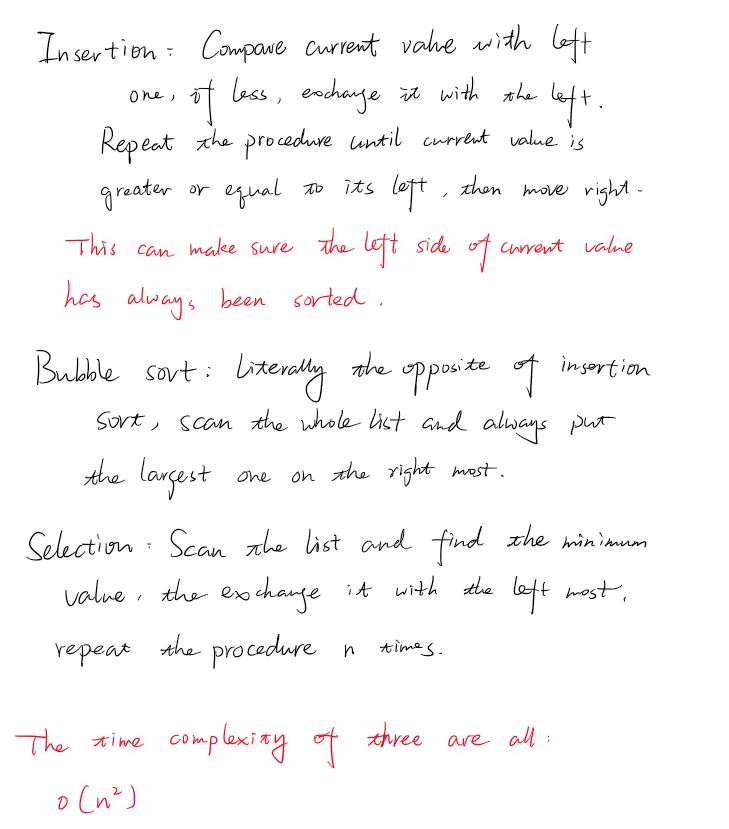 Insertion: Compare current value with left
one, if less, exchange it with the left.
Repeat the procedure until current value is
greater or equal to its left, then move right.
This can make sure the left side of current value
has always been sorted.
Bubble sort: Literally the opposite of insertion
sort, scan the whole list and always put
the largest one on the right most.
Selection: Scan the list and find the minimum
value, the exchange it with the left most,
repeat the procedure n times.
The time complexity of three are all:
O(n²)